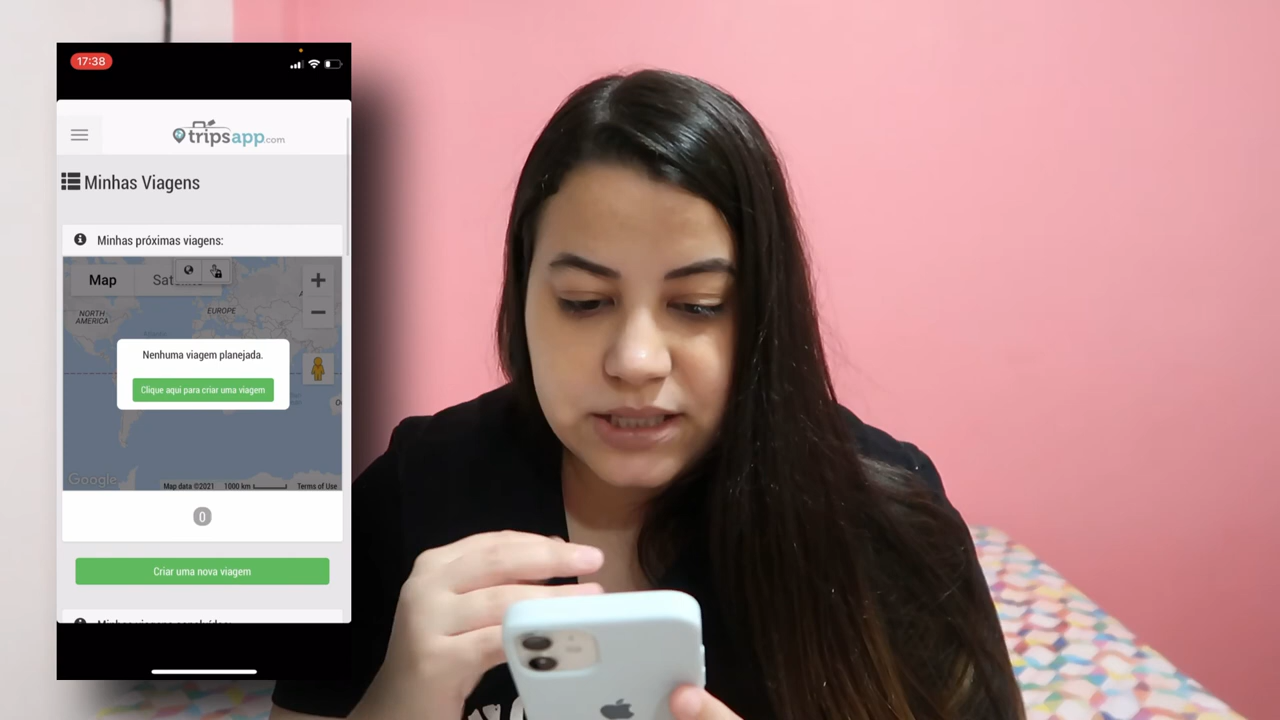 17:38
tripsapp.com
Minhas Viagens
Minhas próximas viagens:
Map
NORTH
AMERICA
EUROPE
Nenhuma viagem planejada.
Clique aqui para criar uma viagem
Google
Map data ©2021 1000 km Terms of Use
0
Criar uma nova viagem